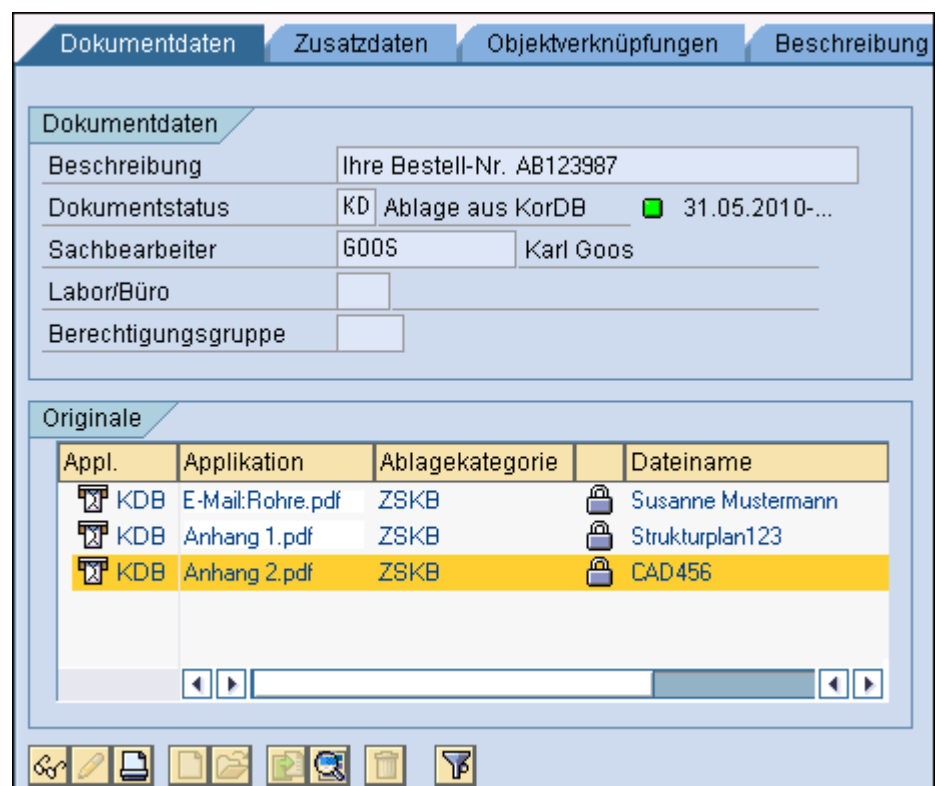 Dokumentdaten Zusatzdaten Objektverknüpfungen Beschreibung
Dokumentdaten
Beschreibung Ihre Bestell-Nr. AB123987
Dokumentstatus KD Ablage aus KorDB 31.05.2010-...
Sachbearbeiter GOOS Karl Goos
Labor/Büro
Berechtigungsgruppe
Originale
Appl. Applikation Ablagekategorie Dateiname
KDB E-Mail:Rohre.pdf ZSKB Susanne Mustermann
KDB Anhang 1.pdf ZSKB Strukturplan123
KDB Anhang 2.pdf ZSKB CAD456